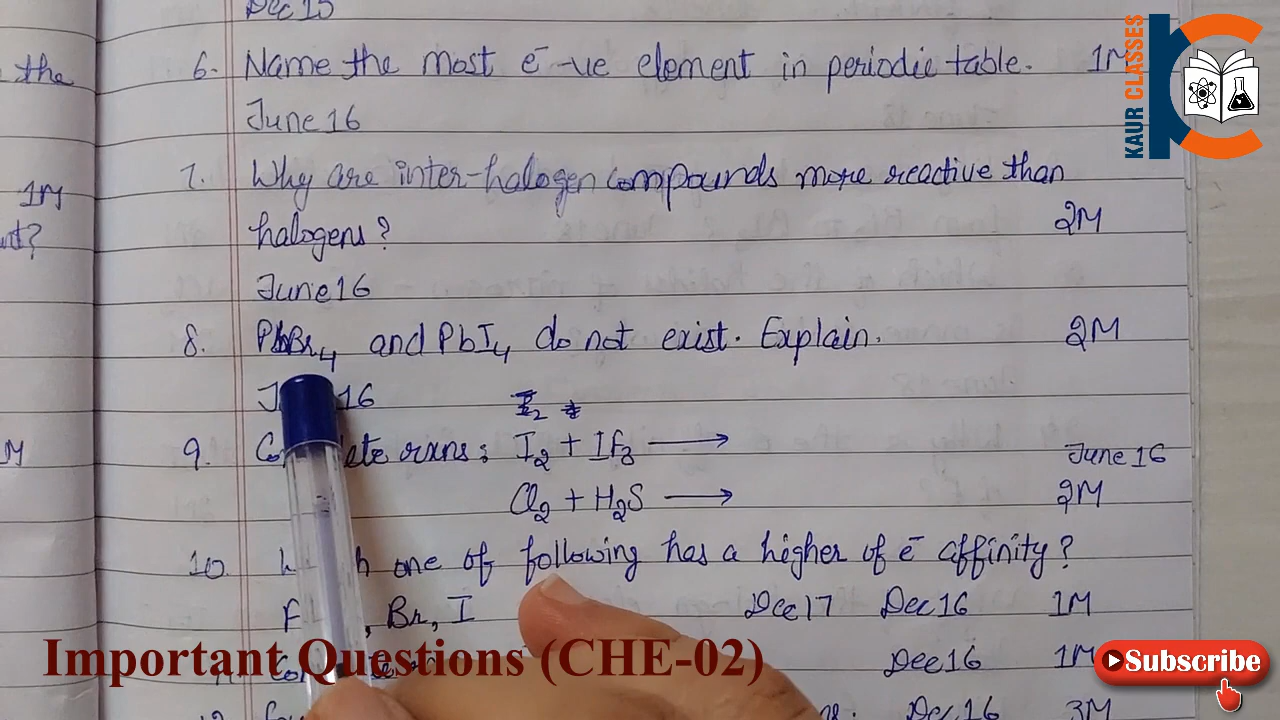 Dec 15
the
6. Name the most e⁻ -ve element in periodic table. 1M
June 16
7. Why are inter-halogen compounds more reactive than
1M
halogens? 2M
June 16
8. PbBr₄ and PbI₄ do not exist. Explain. 2M
16
M
9. rxns: I₂ + If₃ ⟶ June 16
Cl₂ + H₂S ⟶ 2M
10. one of following has a higher of e⁻ affinity?
F , Br, I Dec 17 Dec 16 1M
Dec 16 1M
Dec 16 3M
KAUR CLASSES
Important Questions (CHE-02)
Subscribe